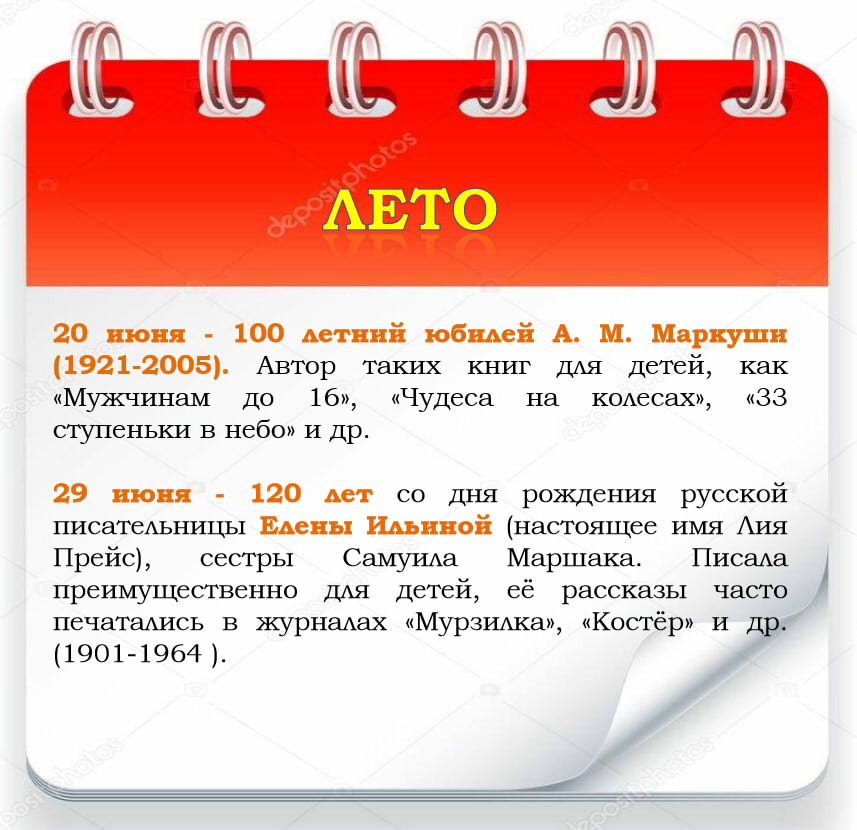 ЛЕТО
20 июня - 100 летний юбилей А. М. Маркуши
(1921-2005). Автор таких книг для детей, как
«Мужчинам до 16», «Чудеса на колесах», «33
ступеньки в небо» и др.
29 июня - 120 лет со дня рождения русской
писательницы Елены Ильиной (настоящее имя Лия
Прейс), сестры Самуила Маршака. Писала
преимущественно для детей, её рассказы часто
печатались в журналах «Мурзилка», «Костёр» и др.
(1901-1964 ).
depositphotos